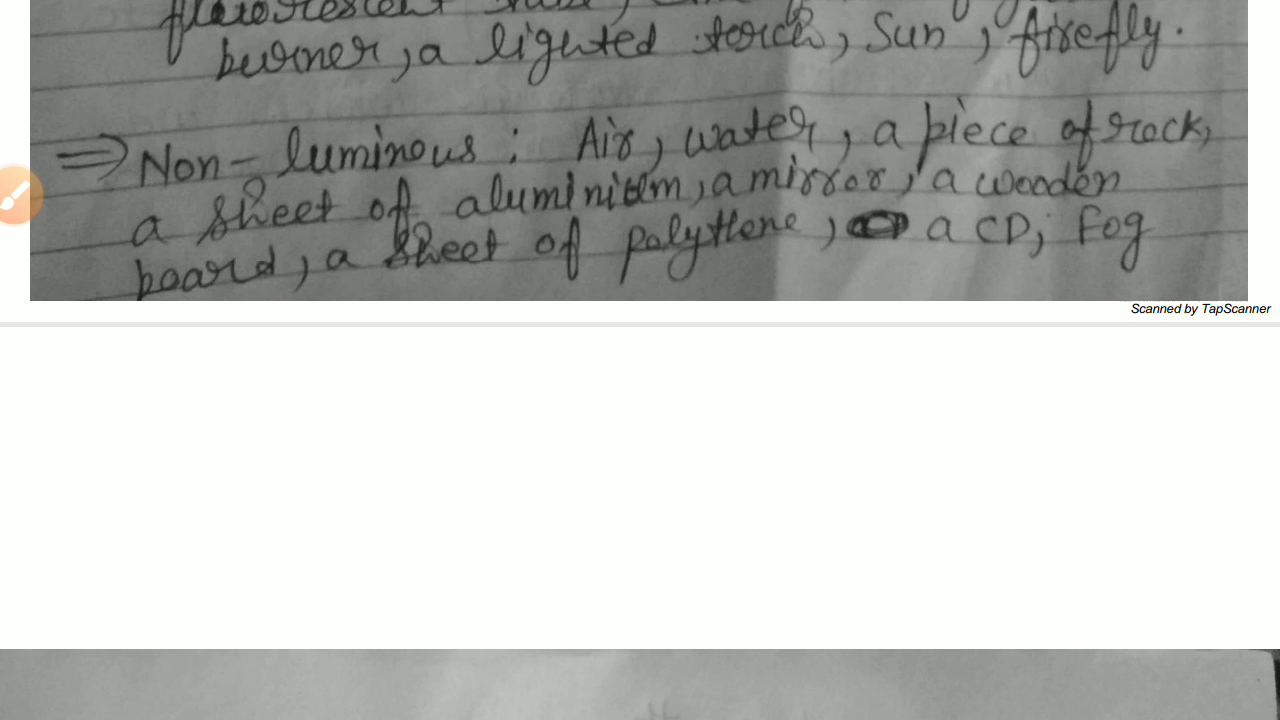 fluorescent
burner, a lighted torch, Sun, firefly.
⇒ Non-luminous : Air, water, a piece of rock,
a sheet of aluminium, a mirror, a wooden
board, a sheet of polythene, a CD, Fog
Scanned by TapScanner